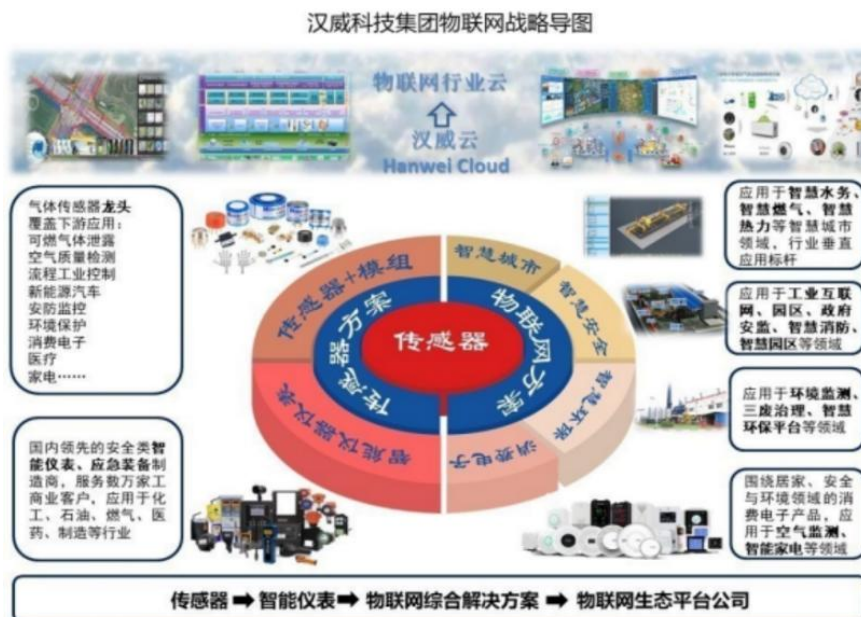 汉威科技集团物联网战略导图
物联网行业云
汉威云
Hanwei Cloud
气体传感器龙头
覆盖下游应用：
可燃气体泄露
空气质量检测
流程工业控制
新能源汽车
安防监控
环境保护
消费电子
医疗
家电……
国内领先的安全类智
能仪表、应急装备制
造商，服务数万家工
商业客户，应用于化
工、石油、燃气、医
药、制造等行业
传感器+模组
智慧城市
智慧安全
智慧环保
消费电子
智能仪器仪表
传感器方案
物联网方案
传感器
应用于智慧水务、
智慧燃气、智慧
热力等智慧城市
领域，行业垂直
应用标杆
应用于工业互联
网、园区、政府
安监、智慧消防、
智慧园区等领域
应用于环境监测、
三废治理、智慧
环保平台等领域
围绕居家、安全
与环境领域的消
费电子产品，应
用于空气监测、
智能家电等领域
传感器➡智能仪表➡物联网综合解决方案➡物联网生态平台公司